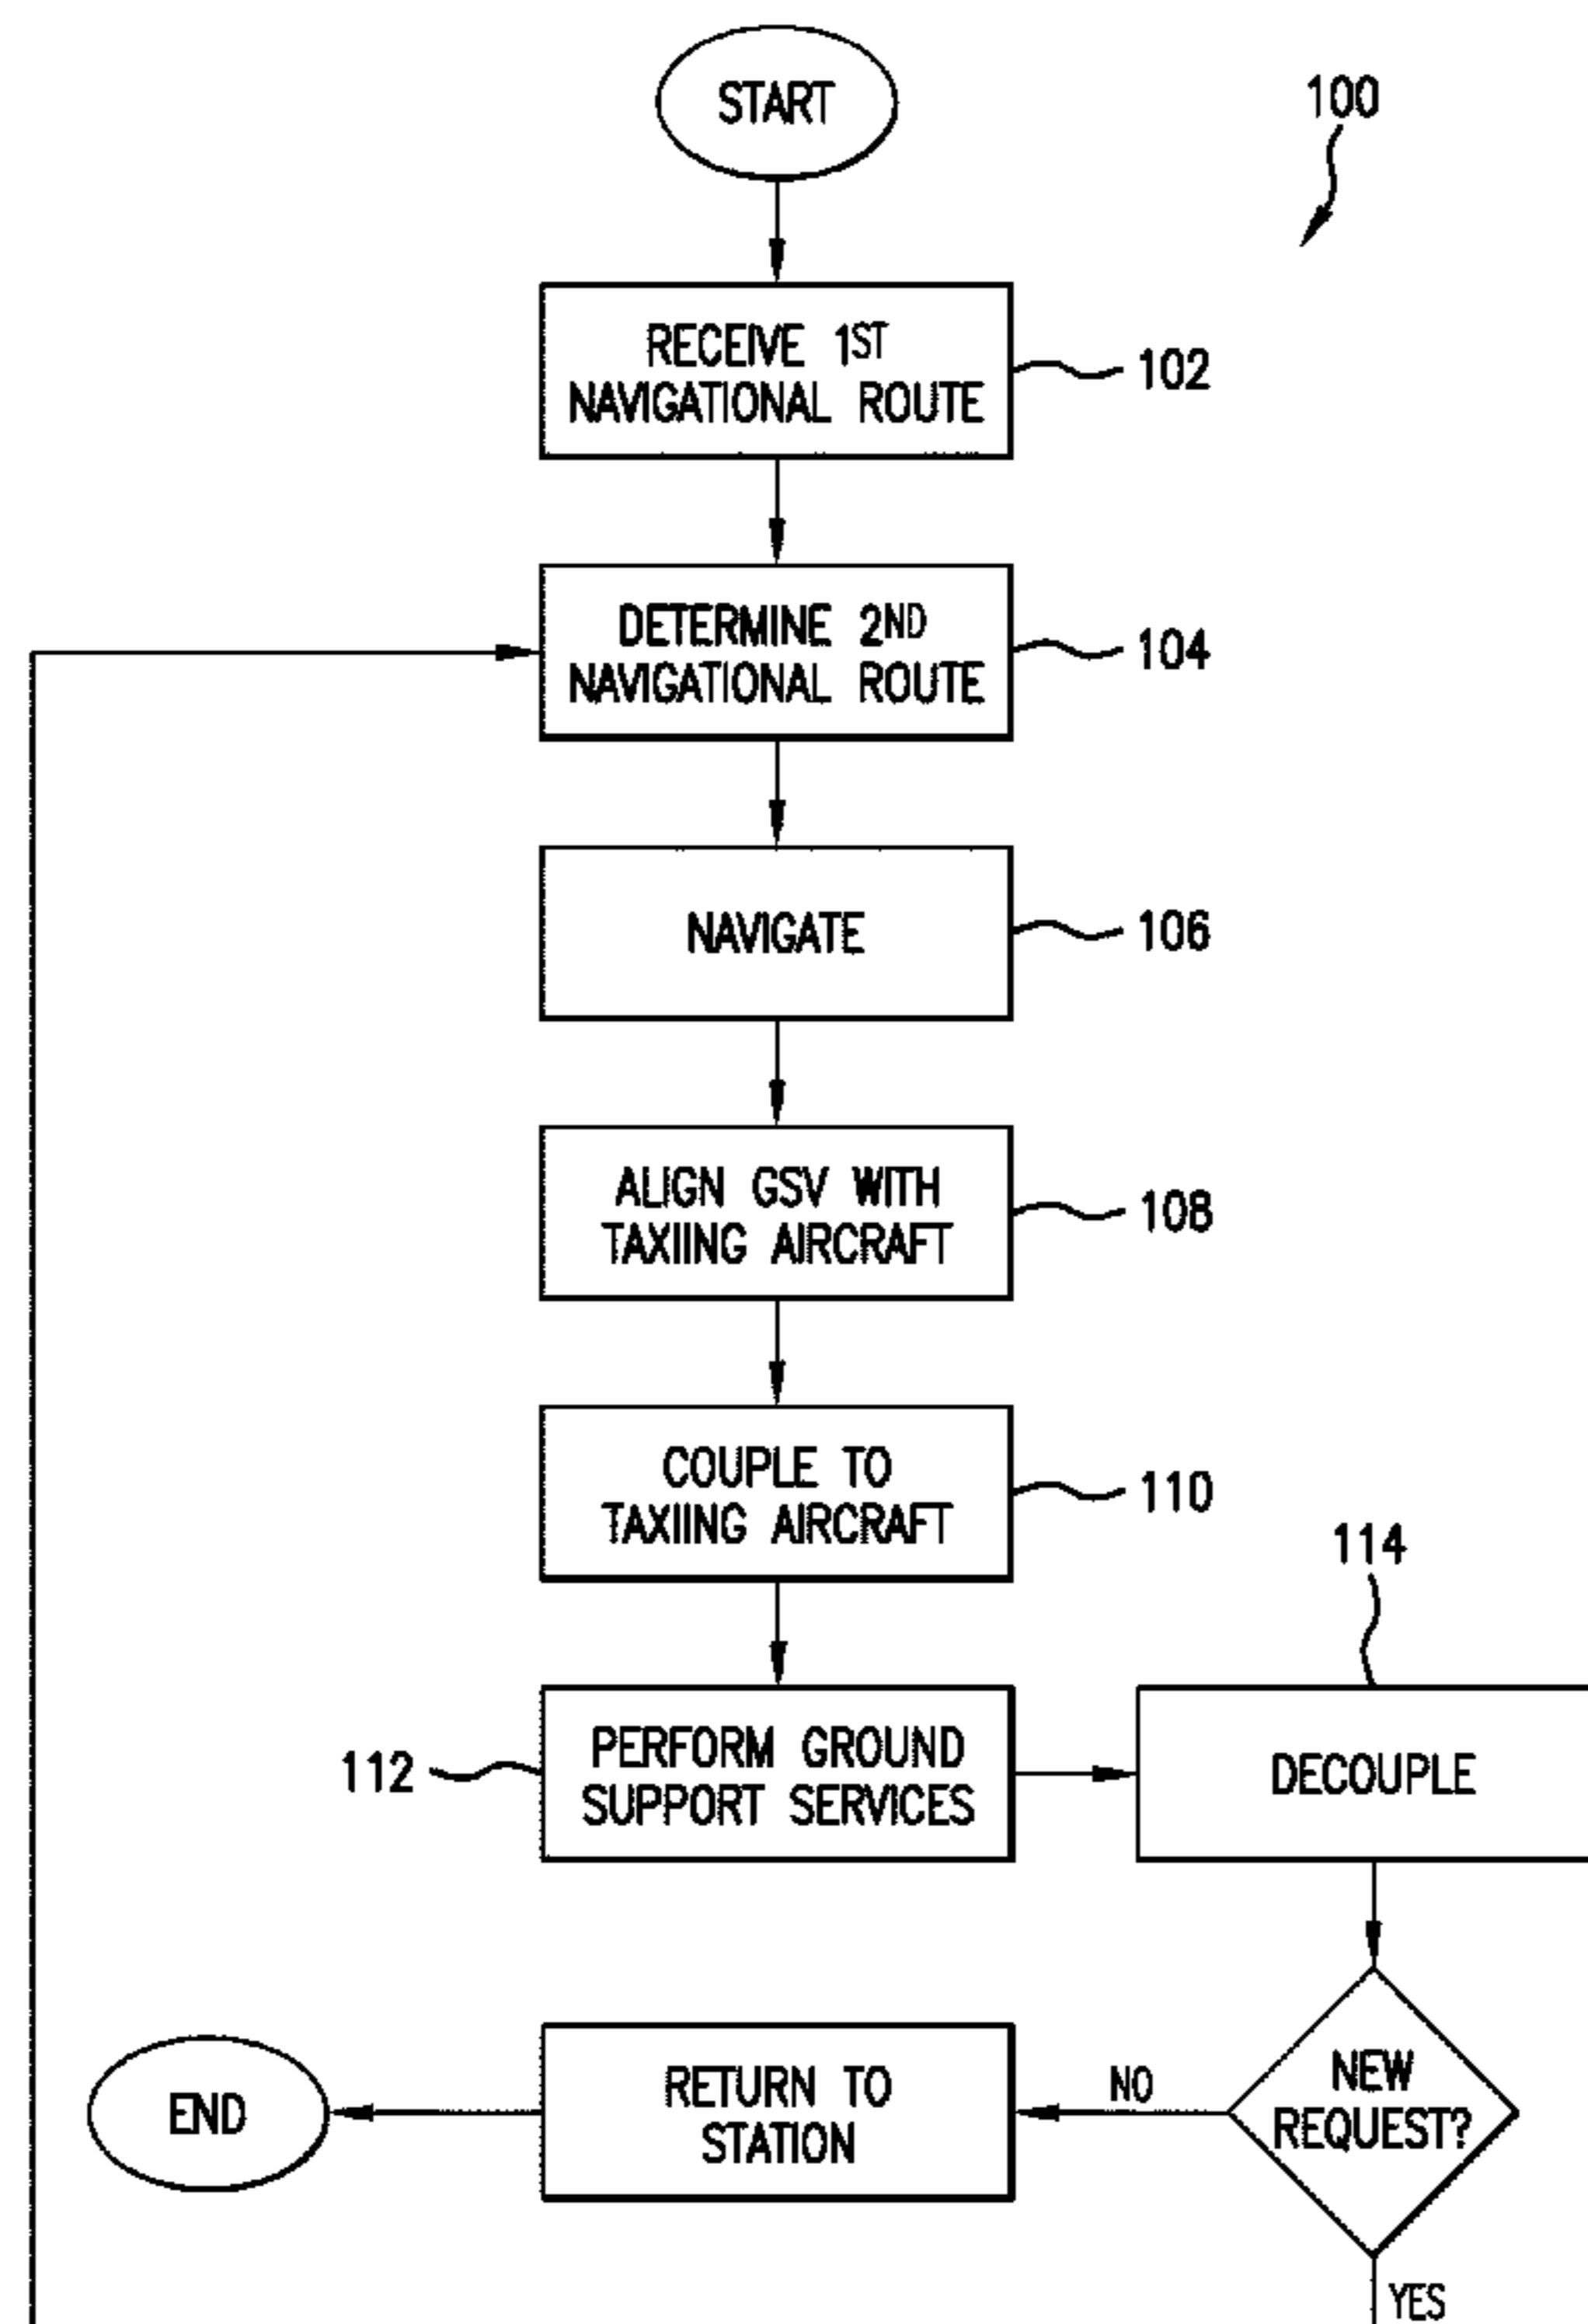 START
100
RECEIVE 1ST
NAVIGATIONAL ROUTE
102
DETERMINE 2ND
NAVIGATIONAL ROUTE
104
NAVIGATE
106
ALIGN GSV WITH
TAXIING AIRCRAFT
108
COUPLE TO
TAXIING AIRCRAFT
110
114
112
PERFORM GROUND
SUPPORT SERVICES
DECOUPLE
NEW
REQUEST?
NO
RETURN TO
STATION
END
YES